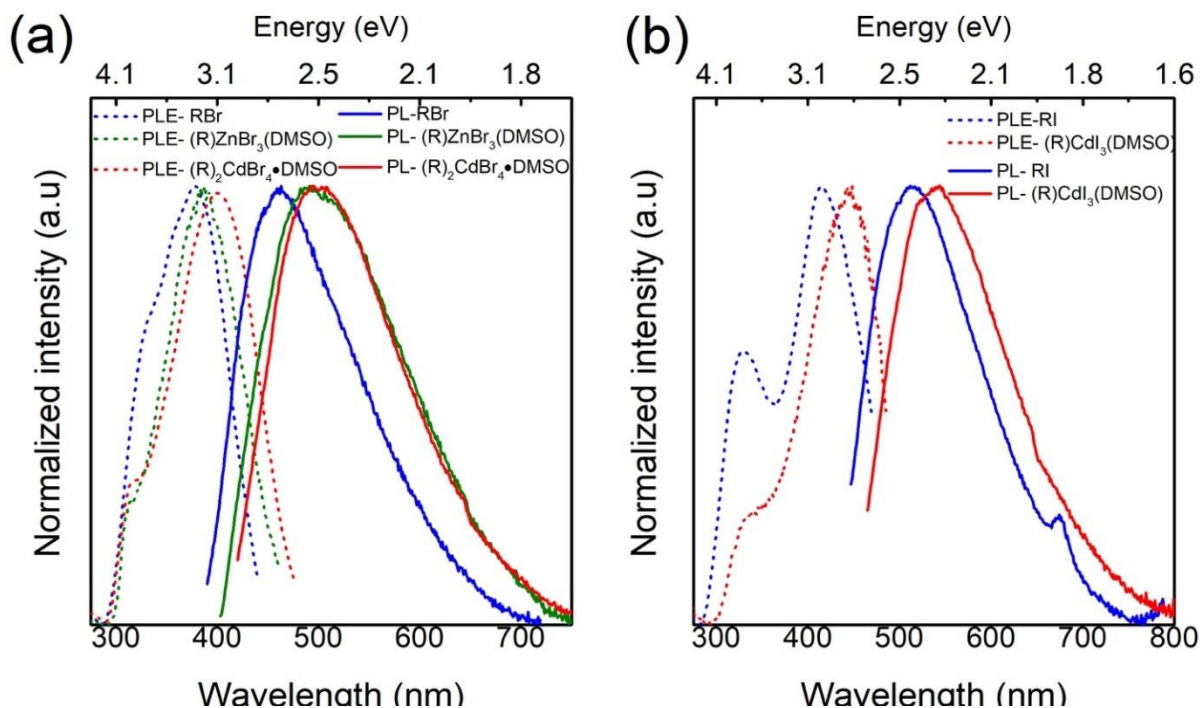 (a)
Energy (eV)
4.1 3.1 2.5 2.1 1.8
PLE- RBr
PLE- (R)ZnBr₃(DMSO)
PLE- (R)₂CdBr₄•DMSO
PL-RBr
PL- (R)ZnBr₃(DMSO)
PL- (R)₂CdBr₄•DMSO
Normalized intensity (a.u)
300 400 500 600 700
Wavelength (nm)
(b)
Energy (eV)
4.1 3.1 2.5 2.1 1.8 1.6
PLE-RI
PLE- (R)CdI₃(DMSO)
PL- RI
PL- (R)CdI₃(DMSO)
Normalized intensity (a.u)
300 400 500 600 700 800
Wavelength (nm)